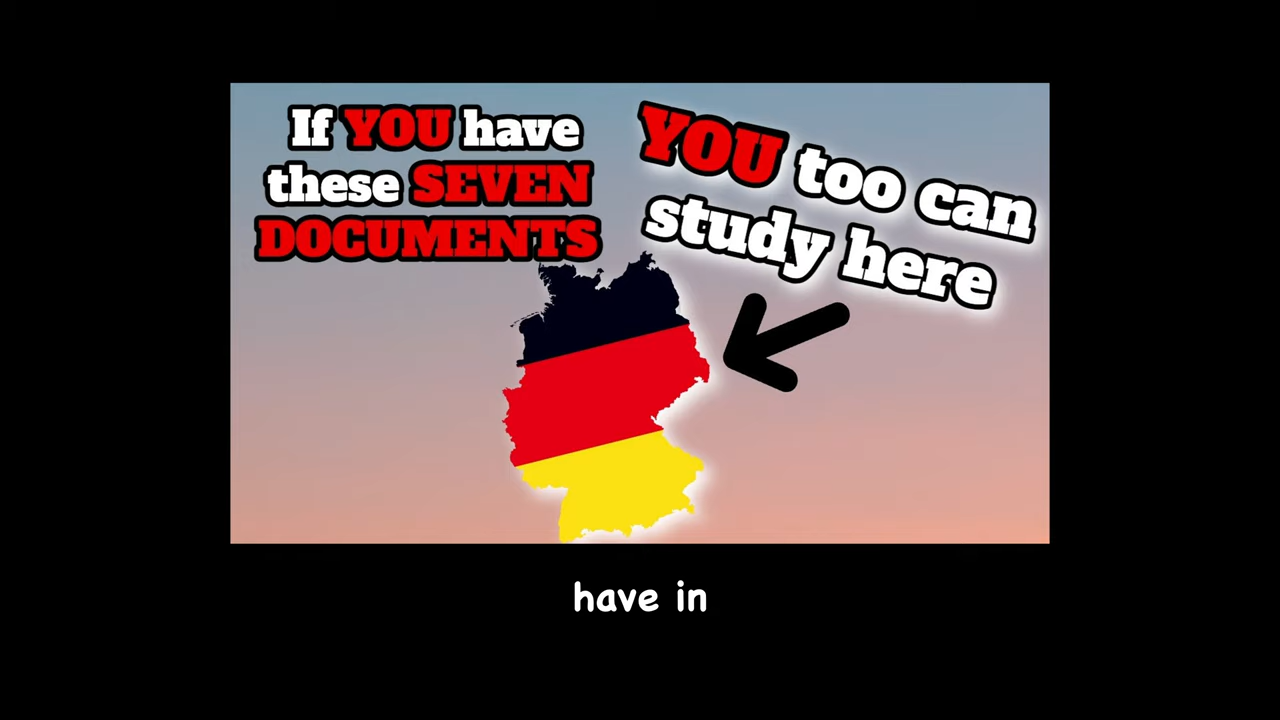 If YOU have
these SEVEN
DOCUMENTS
YOU too can
study here
have in